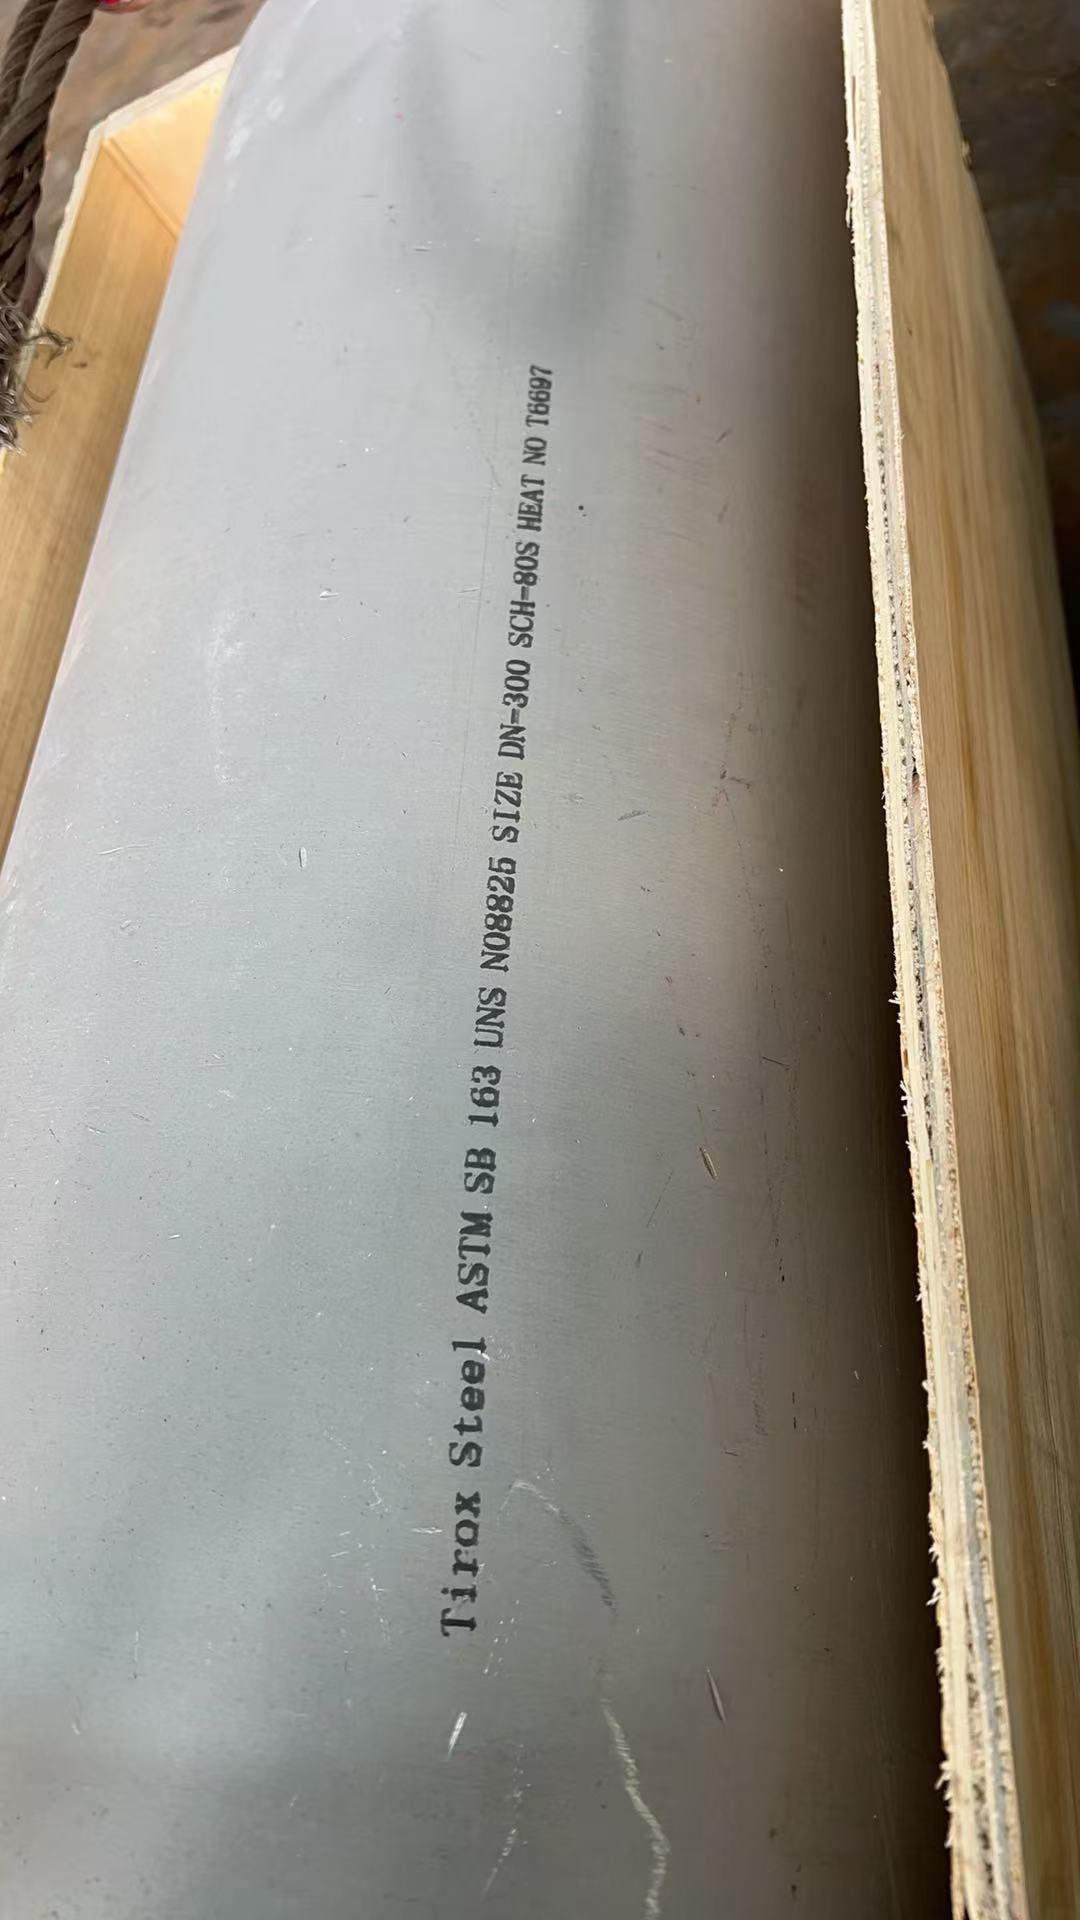 Tirox Steel ASTM SB 163 UNS N08825 SIZE DN-300 SCH-80S HEAT NO T6697